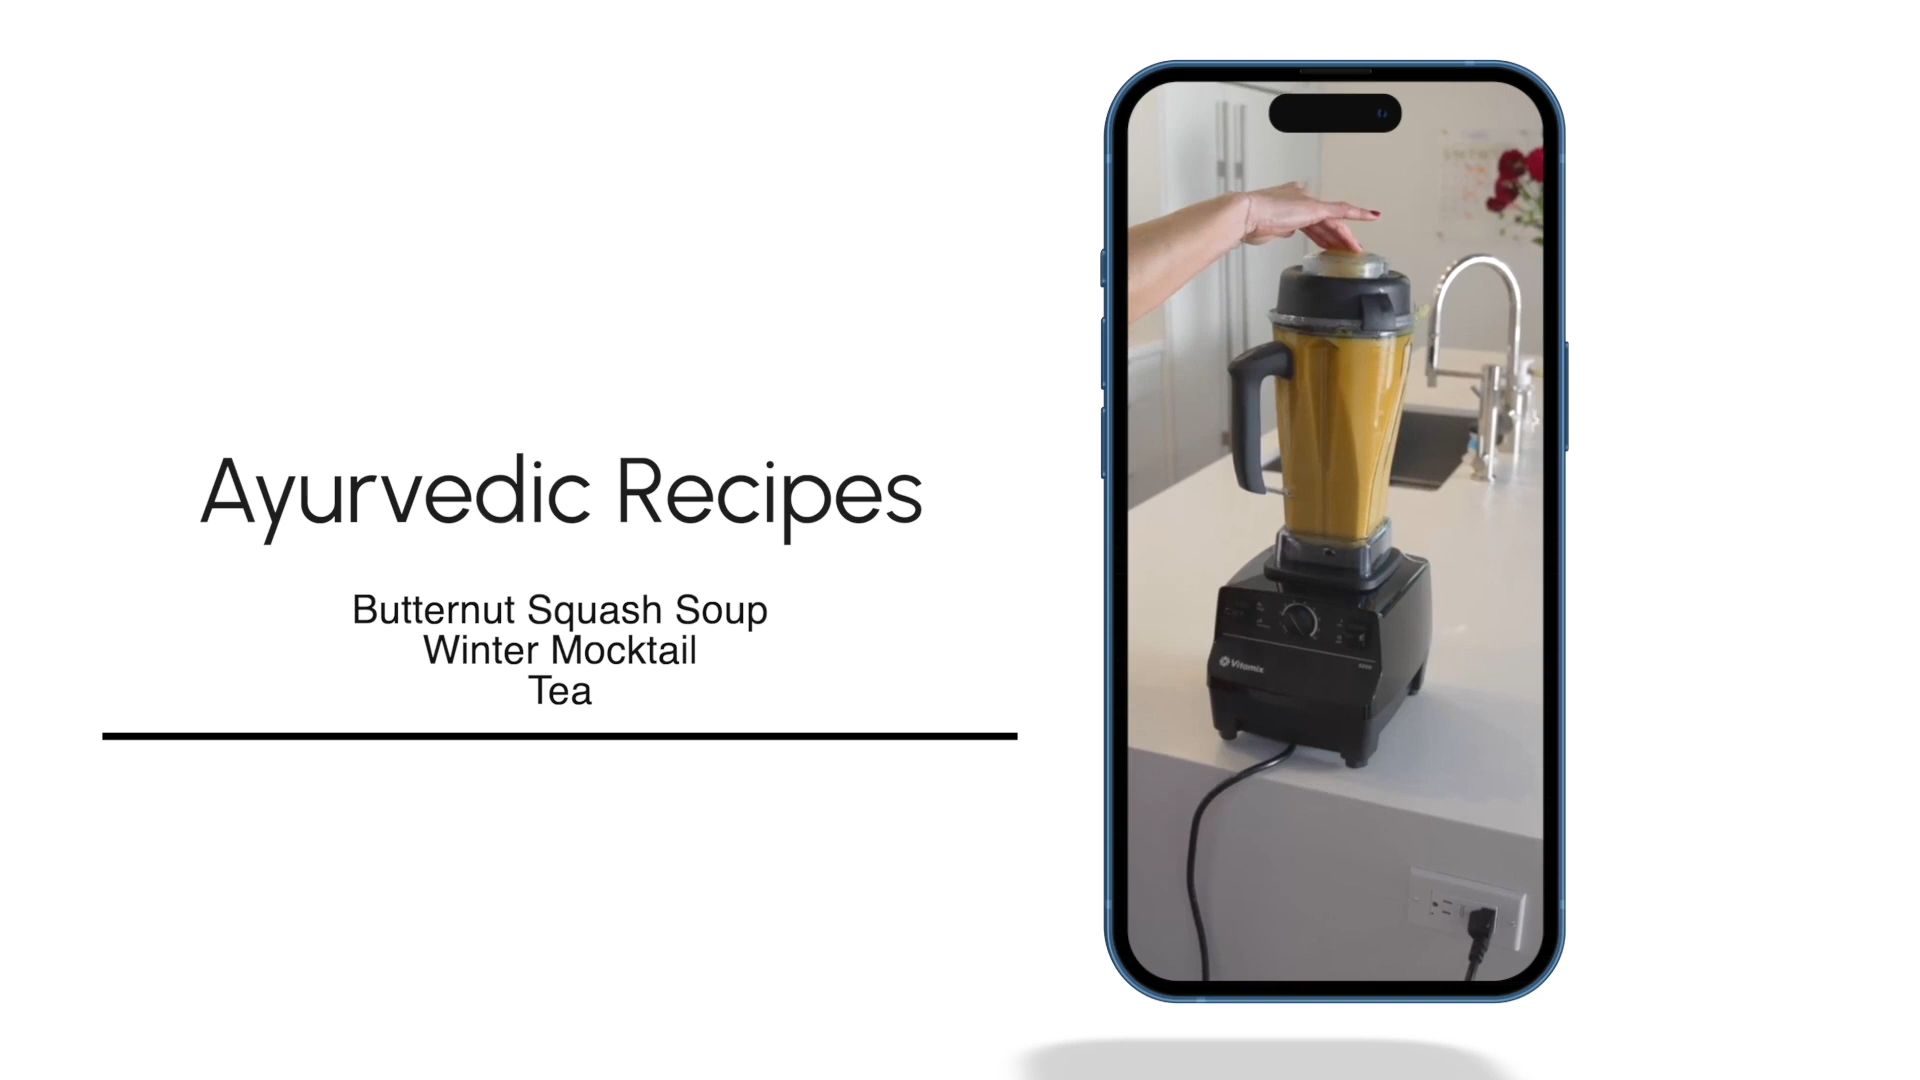 Ayurvedic Recipes
Butternut Squash Soup
Winter Mocktail
Tea
Vitamix